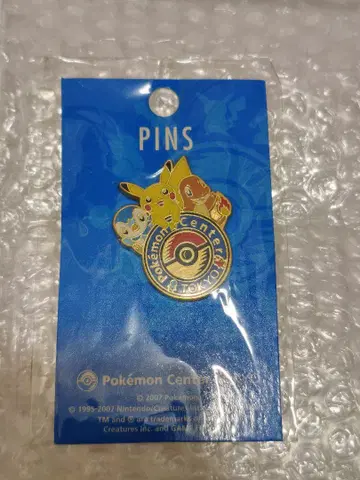 PINS
Pokémon Center
TOKYO
Pokémon Center
© 2007 Pokémon
© 1995-2007 Nintendo/Creatures Inc.
TM and ® are trademarks
Creatures Inc. and GAME